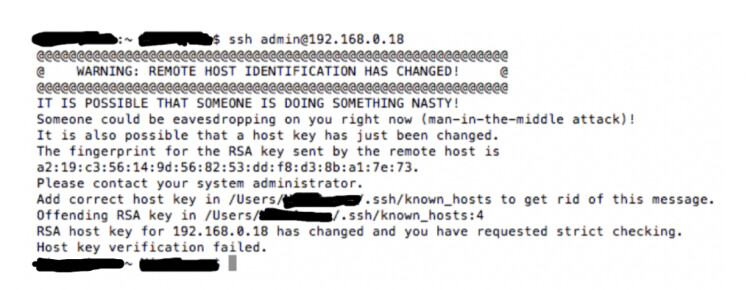 :~ $ ssh admin@192.168.0.18
@@@@@@@@@@@@@@@@@@@@@@@@@@@@@@@@@@@@@@@@@@@@@@@@@@@@@@@@@@@
@ WARNING: REMOTE HOST IDENTIFICATION HAS CHANGED! @
@@@@@@@@@@@@@@@@@@@@@@@@@@@@@@@@@@@@@@@@@@@@@@@@@@@@@@@@@@@
IT IS POSSIBLE THAT SOMEONE IS DOING SOMETHING NASTY!
Someone could be eavesdropping on you right now (man-in-the-middle attack)!
It is also possible that a host key has just been changed.
The fingerprint for the RSA key sent by the remote host is
a2:19:c3:56:14:9d:56:82:53:dd:f8:d3:8b:a1:7e:73.
Please contact your system administrator.
Add correct host key in /Users/ /.ssh/known_hosts to get rid of this message.
Offending RSA key in /Users/ /.ssh/known_hosts:4
RSA host key for 192.168.0.18 has changed and you have requested strict checking.
Host key verification failed.
:~ $